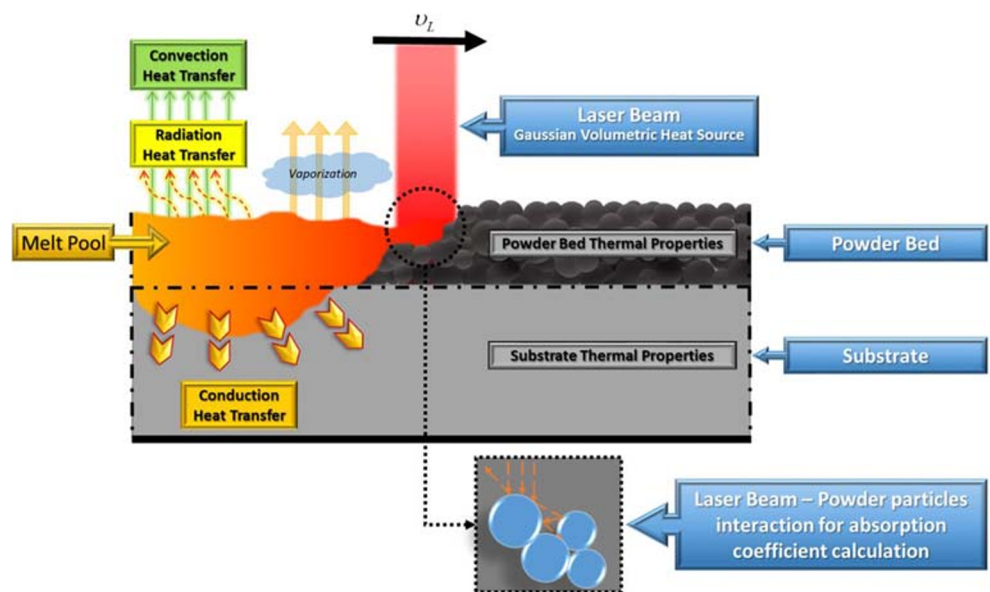 υL
Convection
Heat Transfer
Laser Beam
Gaussian Volumetric Heat Source
Radiation
Heat Transfer
Vaporization
Melt Pool
Powder Bed Thermal Properties
Powder Bed
Substrate Thermal Properties
Substrate
Conduction
Heat Transfer
Laser Beam – Powder particles
interaction for absorption
coefficient calculation